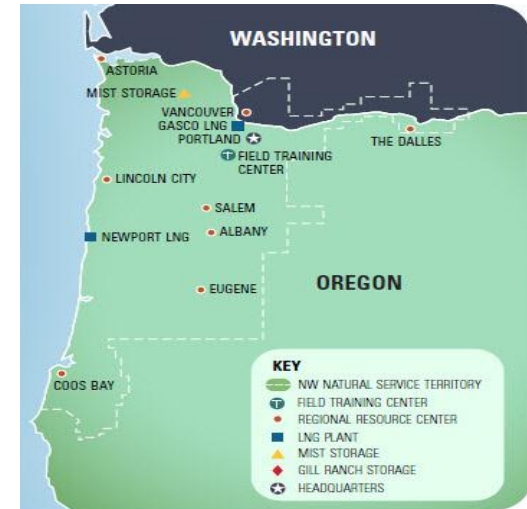 WASHINGTON
ASTORIA
MIST STORAGE
VANCOUVER
GASCO LNG
PORTLAND
THE DALLES
FIELD TRAINING
CENTER
LINCOLN CITY
SALEM
ALBANY
NEWPORT LNG
EUGENE
OREGON
COOS BAY
KEY
NW NATURAL SERVICE TERRITORY
T FIELD TRAINING CENTER
REGIONAL RESOURCE CENTER
LNG PLANT
MIST STORAGE
GILL RANCH STORAGE
HEADQUARTERS